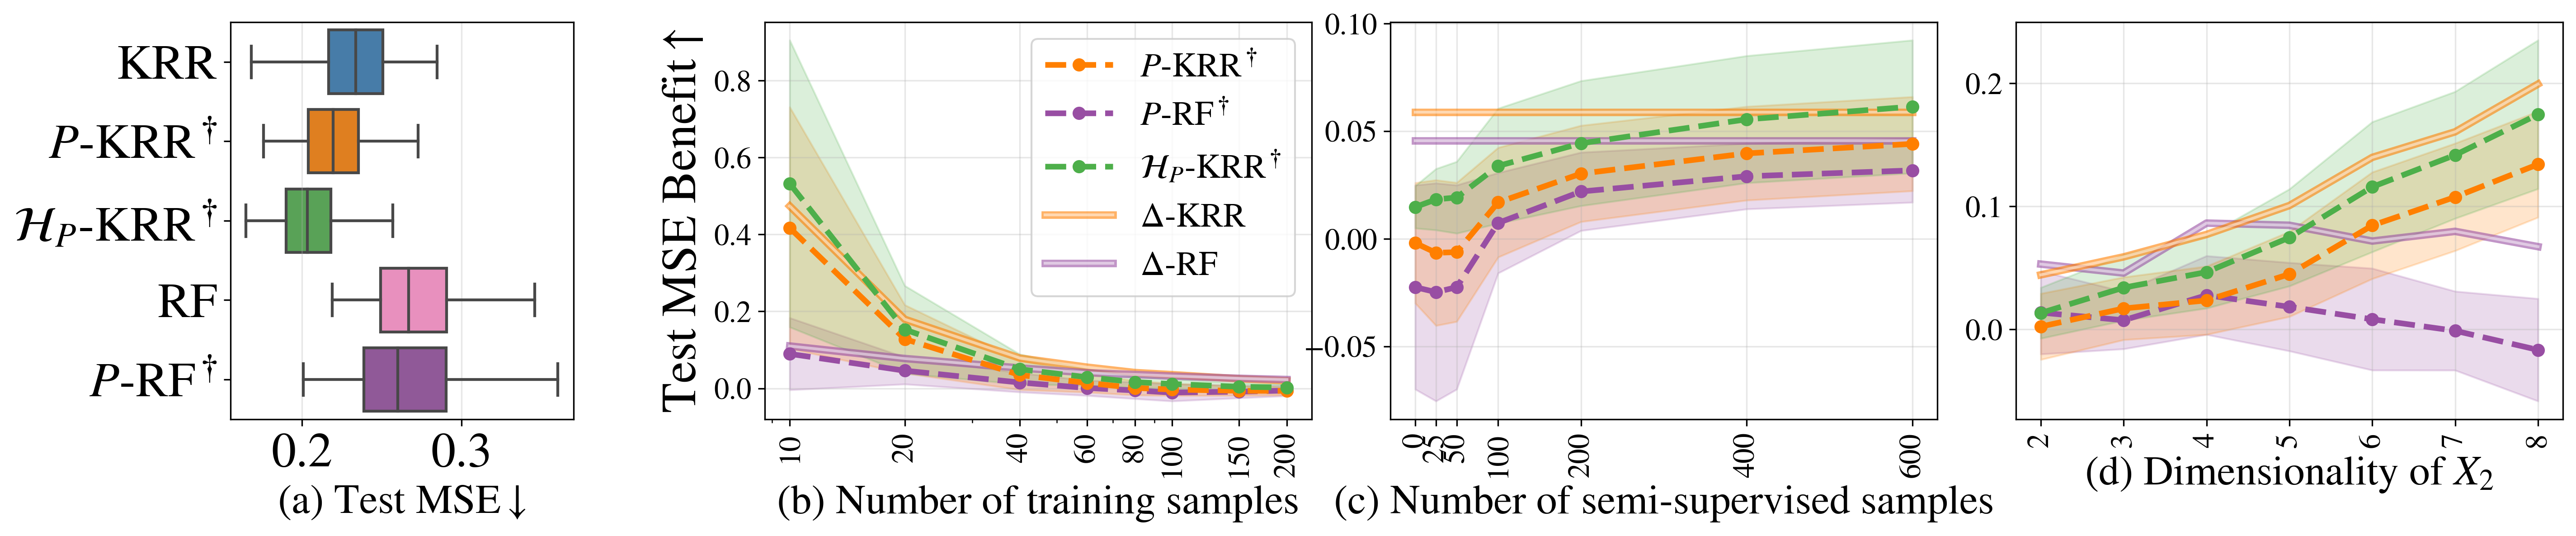 KRR
P-KRR†
H_P-KRR†
RF
P-RF†
0.2
0.3
(a) Test MSE↓
Test MSE Benefit↑
0.8
0.6
0.4
0.2
0.0
P-KRR†
P-RF†
H_P-KRR†
Δ-KRR
Δ-RF
10
20
40
60
80
100
150
200
(b) Number of training samples
0.10
0.05
0.00
−0.05
0
25
50
100
200
400
600
(c) Number of semi-supervised samples
0.2
0.1
0.0
2
3
4
5
6
7
8
(d) Dimensionality of X₂